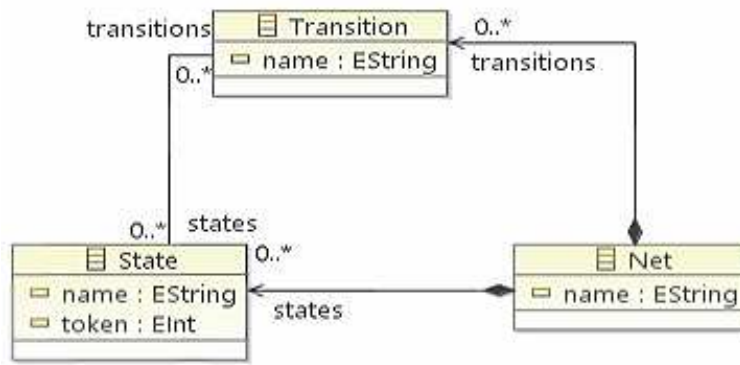 transitions
Transition
0..*
name : EString
0..*
transitions
0..*
states
0..*
State
name : EString
token : EInt
states
Net
name : EString